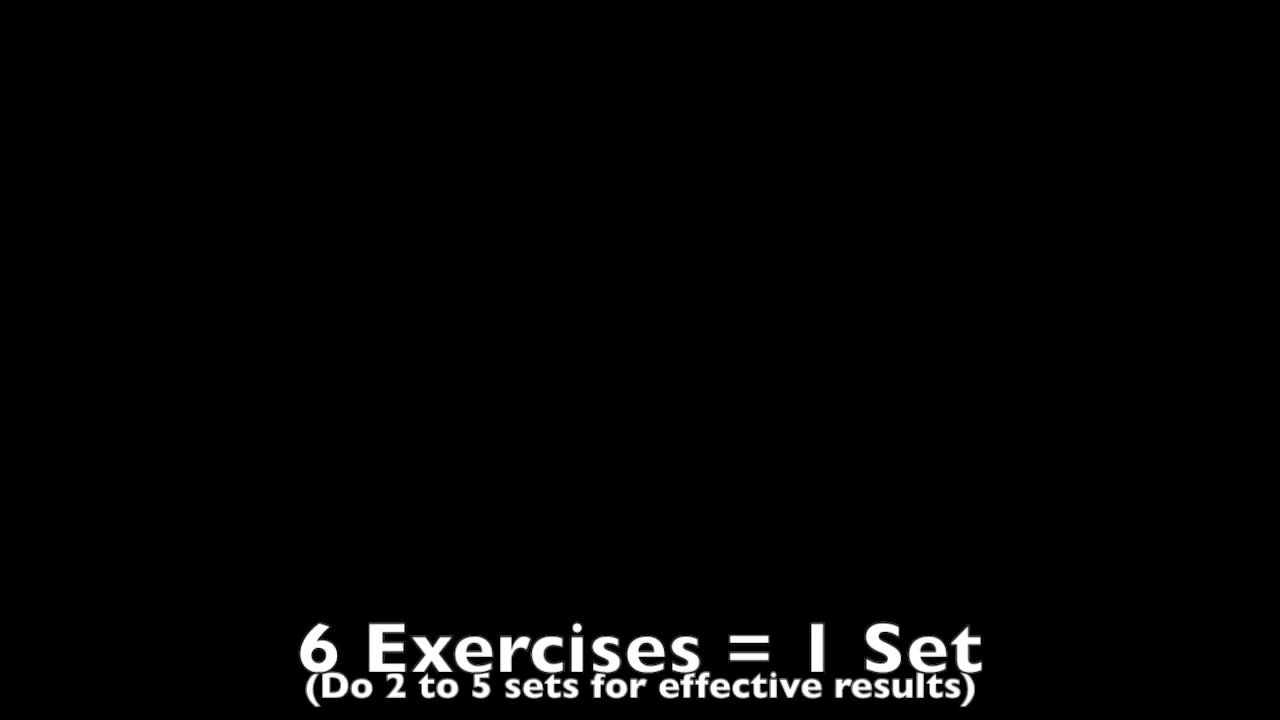 6 Exercises = 1 Set
(Do 2 to 5 sets for effective results)